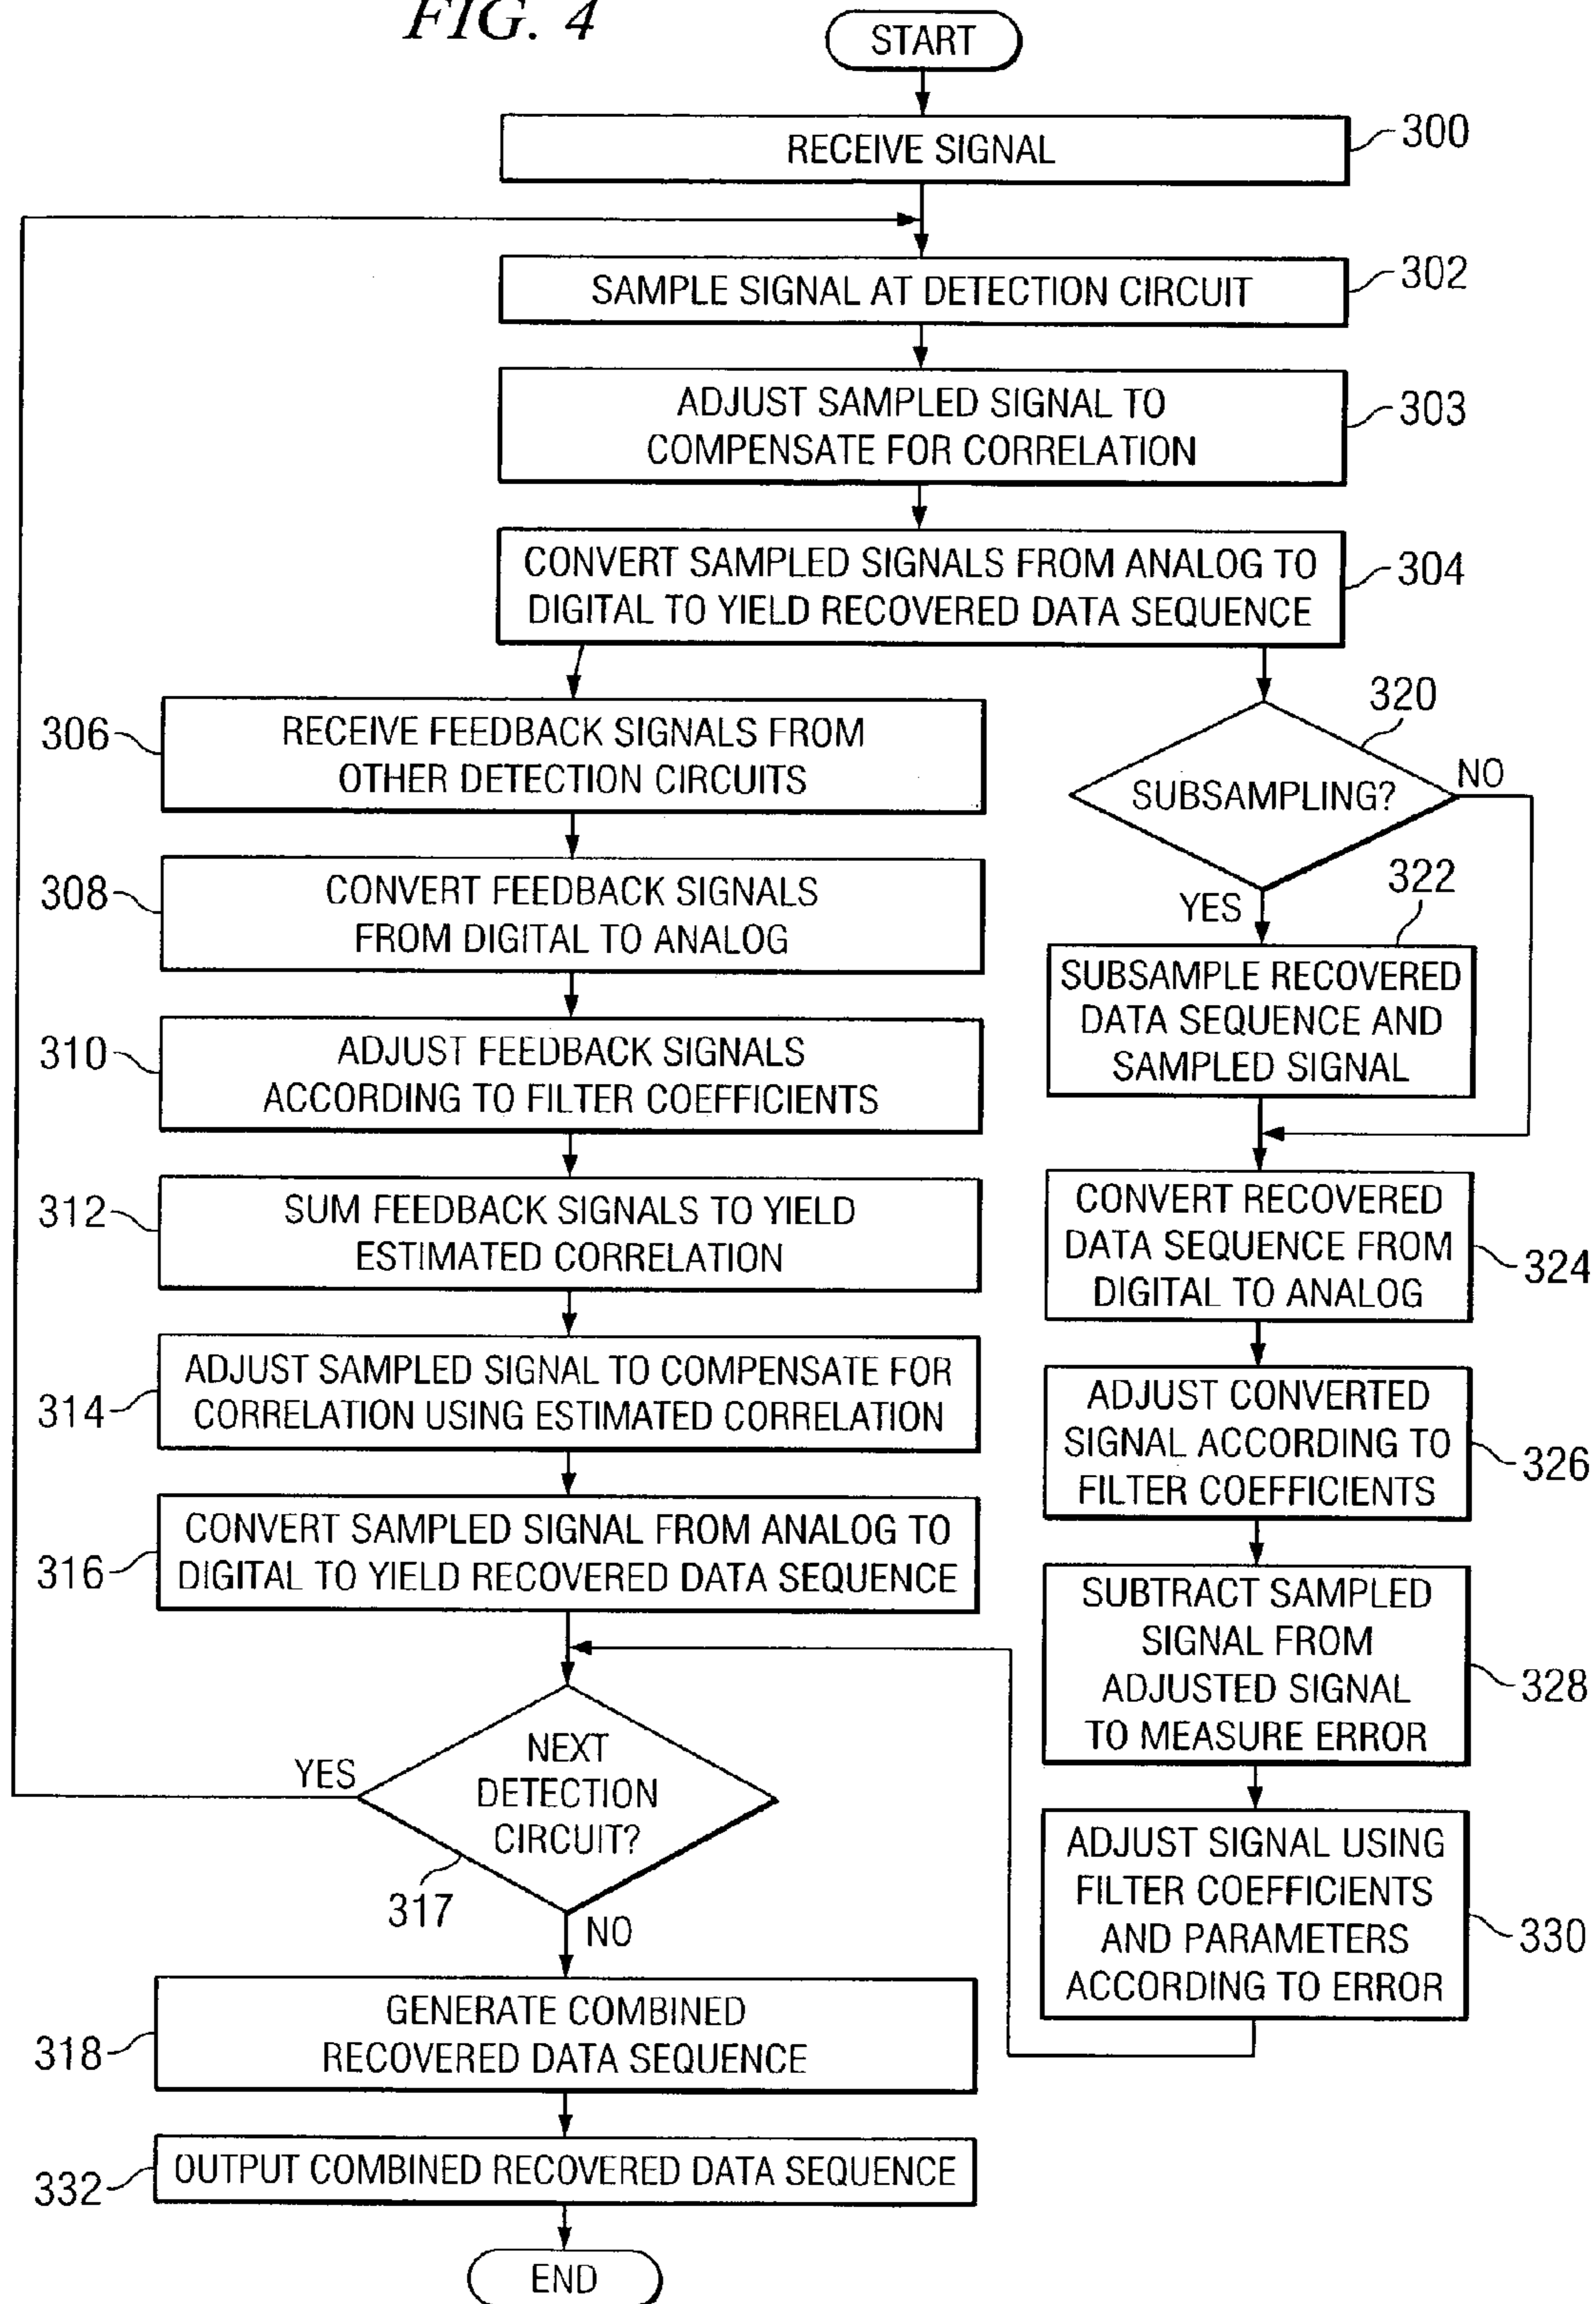 FIG. 4
START
RECEIVE SIGNAL
300
SAMPLE SIGNAL AT DETECTION CIRCUIT
302
ADJUST SAMPLED SIGNAL TO
COMPENSATE FOR CORRELATION
303
CONVERT SAMPLED SIGNALS FROM ANALOG TO
DIGITAL TO YIELD RECOVERED DATA SEQUENCE
304
306
RECEIVE FEEDBACK SIGNALS FROM
OTHER DETECTION CIRCUITS
308
CONVERT FEEDBACK SIGNALS
FROM DIGITAL TO ANALOG
310
ADJUST FEEDBACK SIGNALS
ACCORDING TO FILTER COEFFICIENTS
312
SUM FEEDBACK SIGNALS TO YIELD
ESTIMATED CORRELATION
314
ADJUST SAMPLED SIGNAL TO COMPENSATE FOR
CORRELATION USING ESTIMATED CORRELATION
316
CONVERT SAMPLED SIGNAL FROM ANALOG TO
DIGITAL TO YIELD RECOVERED DATA SEQUENCE
YES
NEXT
DETECTION
CIRCUIT?
317
NO
318
GENERATE COMBINED
RECOVERED DATA SEQUENCE
332
OUTPUT COMBINED RECOVERED DATA SEQUENCE
END
320
SUBSAMPLING?
NO
YES
322
SUBSAMPLE RECOVERED
DATA SEQUENCE AND
SAMPLED SIGNAL
CONVERT RECOVERED
DATA SEQUENCE FROM
DIGITAL TO ANALOG
324
ADJUST CONVERTED
SIGNAL ACCORDING TO
FILTER COEFFICIENTS
326
SUBTRACT SAMPLED
SIGNAL FROM
ADJUSTED SIGNAL
TO MEASURE ERROR
328
ADJUST SIGNAL USING
FILTER COEFFICIENTS
AND PARAMETERS
ACCORDING TO ERROR
330